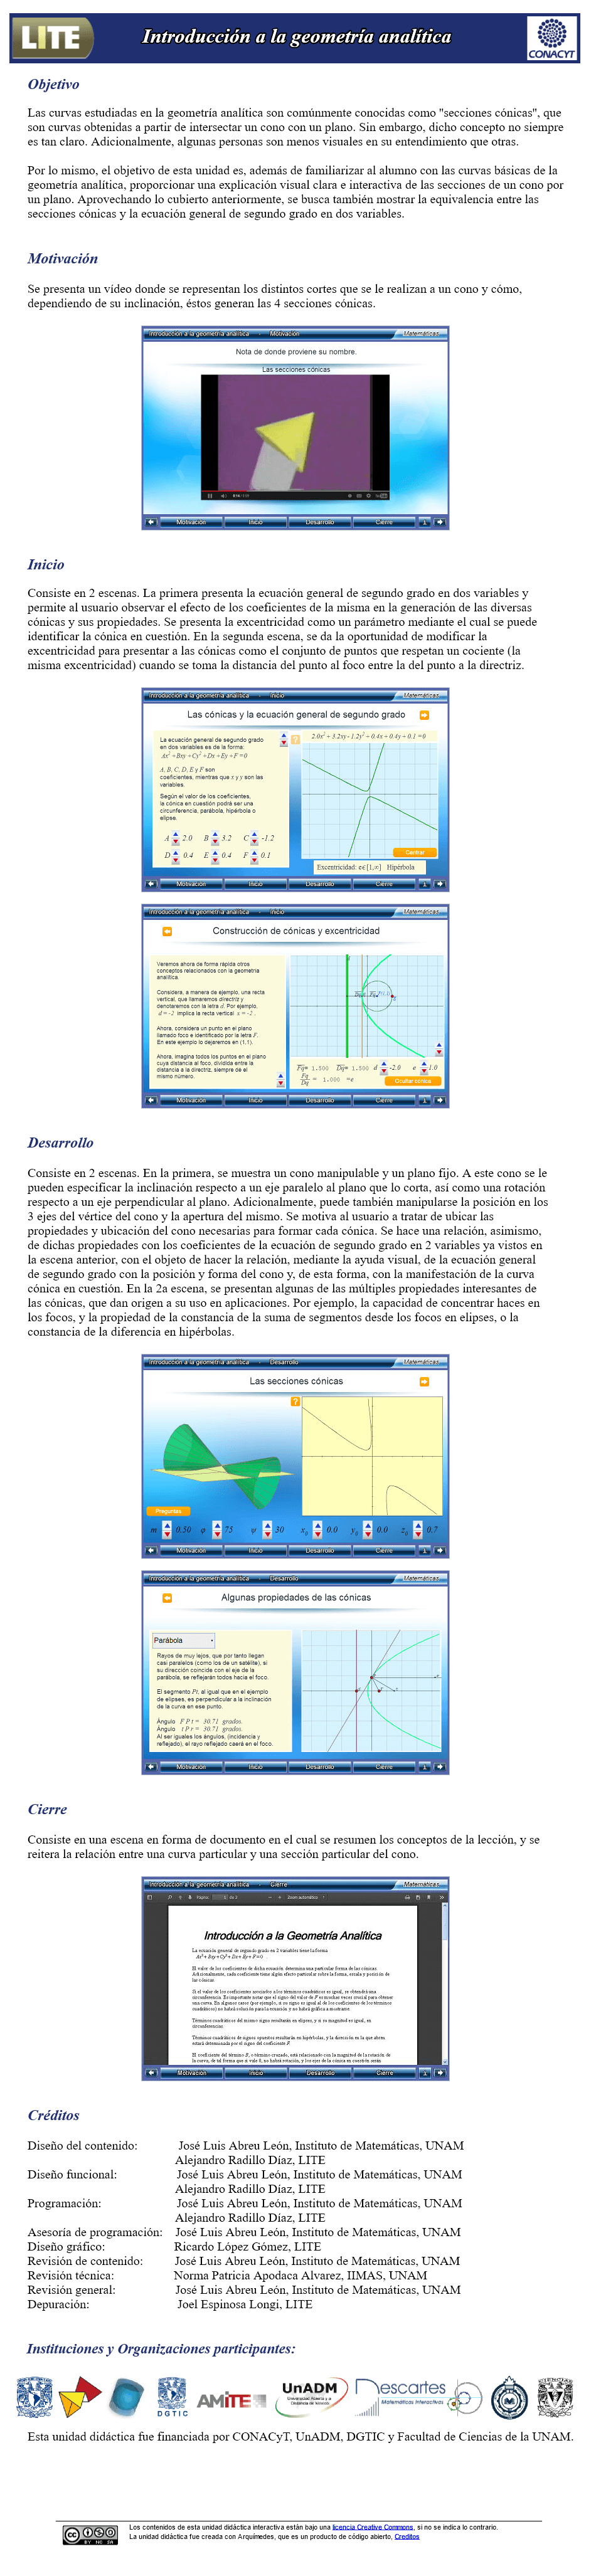 LITE
Introducción a la geometría analítica
CONACYT
Objetivo
Las curvas estudiadas en la geometría analítica son comúnmente conocidas como "secciones cónicas", que
son curvas obtenidas a partir de intersectar un cono con un plano. Sin embargo, dicho concepto no siempre
es tan claro. Adicionalmente, algunas personas son menos visuales en su entendimiento que otras.
Por lo mismo, el objetivo de esta unidad es, además de familiarizar al alumno con las curvas básicas de la
geometría analítica, proporcionar una explicación visual clara e interactiva de las secciones de un cono por
un plano. Aprovechando lo cubierto anteriormente, se busca también mostrar la equivalencia entre las
secciones cónicas y la ecuación general de segundo grado en dos variables.
Motivación
Se presenta un vídeo donde se representan los distintos cortes que se le realizan a un cono y cómo,
dependiendo de su inclinación, éstos generan las 4 secciones cónicas.
Introducción a la geometría analítica - Motivación Matemáticas
Nota de donde proviene su nombre.
Las secciones cónicas
Motivación Inicio Desarrollo Cierre 1
Inicio
Consiste en 2 escenas. La primera presenta la ecuación general de segundo grado en dos variables y
permite al usuario observar el efecto de los coeficientes de la misma en la generación de las diversas
cónicas y sus propiedades. Se presenta la excentricidad como un parámetro mediante el cual se puede
identificar la cónica en cuestión. En la segunda escena, se da la oportunidad de modificar la
excentricidad para presentar a las cónicas como el conjunto de puntos que respetan un cociente (la
misma excentricidad) cuando se toma la distancia del punto al foco entre la del punto a la directriz.
Introducción a la geometría analítica - Inicio Matemáticas
Las cónicas y la ecuación general de segundo grado
La ecuación general de segundo grado
en dos variables es de la forma:
Ax²+Bxy+Cy²+Dx+Ey+F=0
A, B, C, D, E y F son
coeficientes, mientras que x y y son las
variables.
Según el valor de los coeficientes,
la cónica en cuestión podrá ser una
circunferencia, parábola, hipérbola o
elipse.
A 2.0 B 3.2 C -1.2
D 0.4 E 0.4 F 0.1
?
2.0x²+3.2xy-1.2y²+0.4x+0.4y+0.1=0
Cambiar
Excentricidad: e∈[1,∞] Hipérbola
Motivación Inicio Desarrollo Cierre 1
Introducción a la geometría analítica - Inicio Matemáticas
Construcción de cónicas y excentricidad
Veremos ahora de forma rápida otros
conceptos relacionados con la geometría
analítica.
Considera, a manera de ejemplo, una recta
vertical, que llamaremos directriz y
denotaremos con la letra d. Por ejemplo,
d=-2 implica la recta vertical x=-2.
Ahora, considera un punto en el plano
llamado foco e identificado por la letra F.
En este ejemplo lo dejaremos en (1,1).
Ahora, imagina todos los puntos en el plano
cuya distancia al foco, dividida entre la
distancia a la directriz, siempre de el
mismo número.
Fq= 1.500 Dq= 1.500 d -2.0 e 1.0
Fq/Dq = 1.000 =e
Ocultar cónica
Motivación Inicio Desarrollo Cierre 1
Desarrollo
Consiste en 2 escenas. En la primera, se muestra un cono manipulable y un plano fijo. A este cono se le
pueden especificar la inclinación respecto a un eje paralelo al plano que lo corta, así como una rotación
respecto a un eje perpendicular al plano. Adicionalmente, puede también manipularse la posición en los
3 ejes del vértice del cono y la apertura del mismo. Se motiva al usuario a tratar de ubicar las
propiedades y ubicación del cono necesarias para formar cada cónica. Se hace una relación, asinismo,
de dichas propiedades con los coeficientes de la ecuación de segundo grado en 2 variables ya vistos en
la escena anterior, con el objeto de hacer la relación, mediante la ayuda visual, de la ecuación general
de segundo grado con la posición y forma del cono y, de esta forma, con la manifestación de la curva
cónica en cuestión. En la 2a escena, se presentan algunas de las múltiples propiedades interesantes de
las cónicas, que dan origen a su uso en aplicaciones. Por ejemplo, la capacidad de concentrar haces en
los focos, y la propiedad de la constancia de la suma de segmentos desde los focos en elipses, o la
constancia de la diferencia en hipérbolas.
Introducción a la geometría analítica - Desarrollo Matemáticas
Las secciones cónicas
?
Preguntas
m 0.50 φ 75 ψ 30 x₀ 0.0 y₀ 0.0 z₀ 0.7
Motivación Inicio Desarrollo Cierre 1
Introducción a la geometría analítica - Desarrollo Matemáticas
Algunas propiedades de las cónicas
Parábola
Rayos de muy lejos, que por tanto llegan
casi paralelos (como los de un satélite), si
su dirección coincide con el eje de la
parábola, se reflejarán todos hacia el foco.
El segmento Pt, al igual que en el ejemplo
de elipses, es perpendicular a la inclinación
de la curva en ese punto.
Ángulo F P t = 30.71 grados.
Ángulo t P r = 30.71 grados.
Al ser iguales los ángulos, (incidencia y
reflejado), el rayo reflejado caerá en el foco.
Motivación Inicio Desarrollo Cierre 1
Cierre
Consiste en una escena en forma de documento en el cual se resumen los conceptos de la lección, y se
reitera la relación entre una curva particular y una sección particular del cono.
Introducción a la geometría analítica - Cierre Matemáticas
Página: de 2 Zoom automático
Introducción a la Geometría Analítica
La ecuación general de segundo grado en 2 variables tiene la forma
Ax²+Bxy+Cy²+Dx+Ey+F=0
El valor de los coeficientes de dicha ecuación, determina una particular forma de las cónicas.
Adicionalmente, cada coeficiente tiene algún efecto particular sobre la forma, escala y posición de
las cónicas.
Motivación Inicio Desarrollo Cierre 1
Créditos
Diseño del contenido: José Luis Abreu León, Instituto de Matemáticas, UNAM
Alejandro Radillo Díaz, LITE
Diseño funcional: José Luis Abreu León, Instituto de Matemáticas, UNAM
Alejandro Radillo Díaz, LITE
Programación: José Luis Abreu León, Instituto de Matemáticas, UNAM
Alejandro Radillo Díaz, LITE
Asesoría de programación: José Luis Abreu León, Instituto de Matemáticas, UNAM
Diseño gráfico: Ricardo López Gómez, LITE
Revisión de contenido: José Luis Abreu León, Instituto de Matemáticas, UNAM
Revisión técnica: Norma Patricia Apodaca Alvarez, IIMAS, UNAM
Revisión general: José Luis Abreu León, Instituto de Matemáticas, UNAM
Depuración: Joel Espinosa Longi, LITE
Instituciones y Organizaciones participantes:
DGTIC
AMITE
UnADM
Universidad Abierta y a
Distancia de México
Descartes
Matemáticas Interactivas
CIENCIAS
Esta unidad didáctica fue financiada por CONACyT, UnADM, DGTIC y Facultad de Ciencias de la UNAM.
CC BY NC SA
Los contenidos de esta unidad didáctica interactiva están bajo una licencia Creative Commons, si no se indica lo contrario.
La unidad didáctica fue creada con Arquímedes, que es un producto de código abierto, Creditos